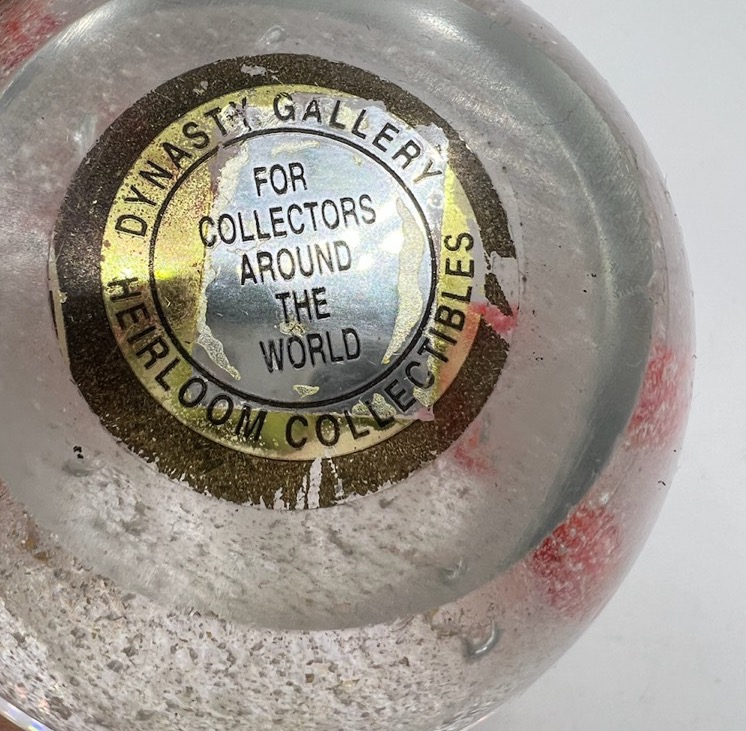 DYNASTY GALLERY
FOR
COLLECTORS
AROUND
THE
WORLD
HEIRLOOM COLLECTIBLES